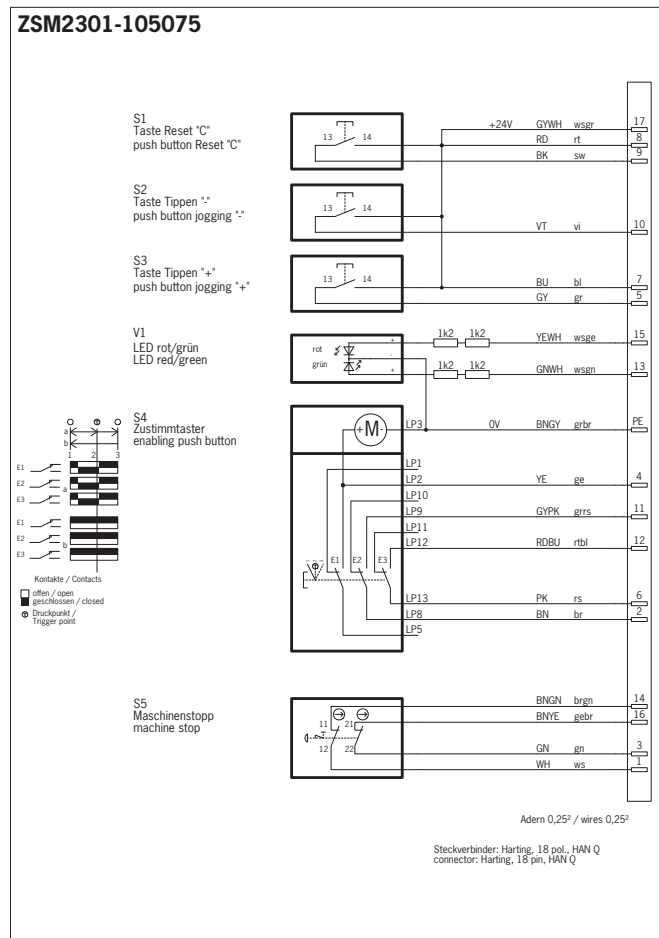 ZSM2301-105075
S1
Taste Reset "C"
push button Reset "C"
13 14
+24V GYWH wsgr 17
RD rt 8
BK sw 9
S2
Taste Tippen "-"
push button jogging "-"
13 14
VT vi 10
S3
Taste Tippen "+"
push button jogging "+"
13 14
BU bl 7
GY gr 5
V1
LED rot/grün
LED red/green
rot
grün
+
-
+
1k2 1k2 YEWH wsge 15
1k2 1k2 GNWH wsgn 13
S4
Zustimmtaster
enabling push button
+M-
LP3 0V BNGY grbr PE
LP1
LP2 YE ge 4
LP10
LP9 GYPK grrs 11
LP11
LP12 RDBU rtbl 12
E1 E2 E3
LP13 PK rs 6
LP8 BN br 2
LP5
a
b
1 2 3
E1
E2 a
E3
E1
E2 b
E3
Kontakte / Contacts
offen / open
geschlossen / closed
Druckpunkt /
Trigger point
S5
Maschinenstopp
machine stop
11 21
12 22
BNGN brgn 14
BNYE gebr 16
GN gn 3
WH ws 1
Adern 0,25² / wires 0,25²
Steckverbinder: Harting, 18 pol., HAN Q
connector: Harting, 18 pin, HAN Q